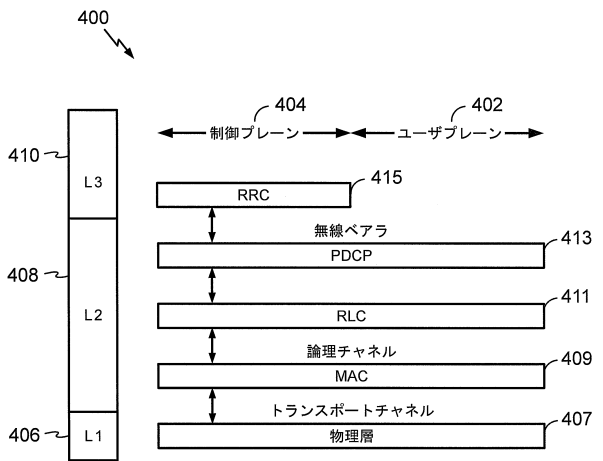 400
404
402
制御プレーン
ユーザプレーン
410
L3
415
RRC
無線ベアラ
413
PDCP
408
L2
411
RLC
論理チャネル
409
MAC
トランスポートチャネル
407
406
L1
物理層